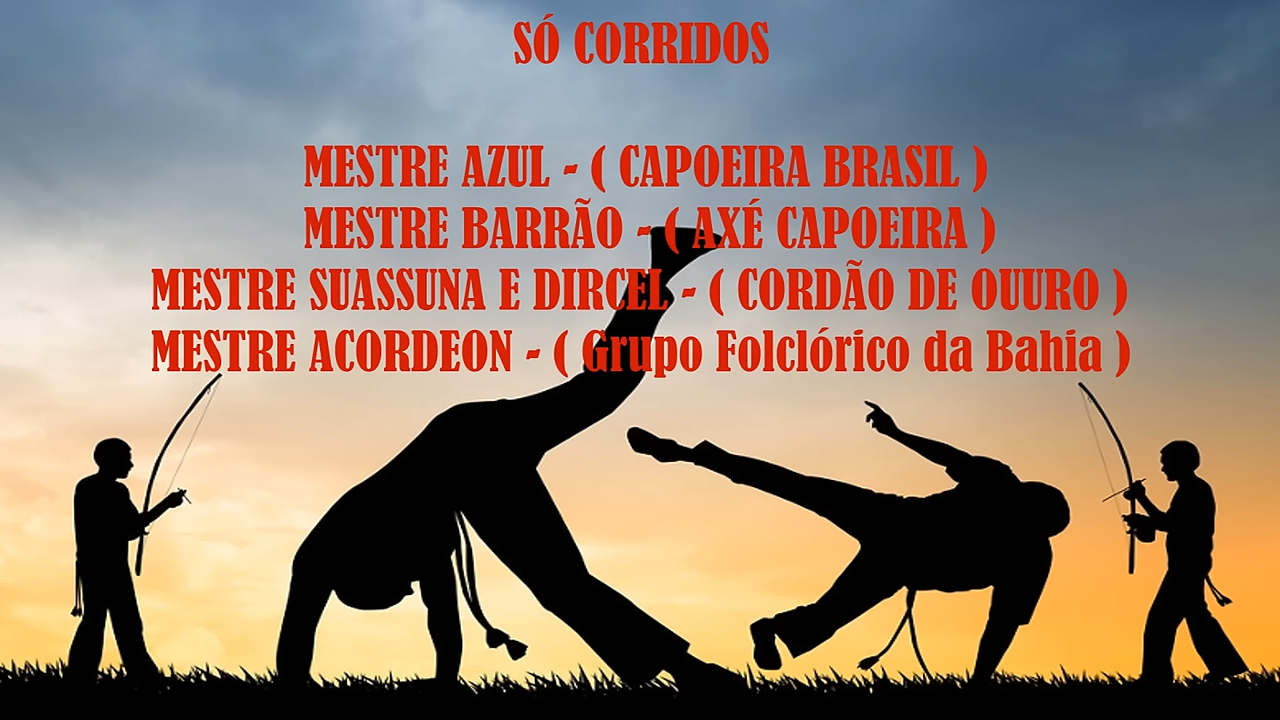 SÓ CORRIDOS
MESTRE AZUL - ( CAPOEIRA BRASIL )
MESTRE BARRÃO - ( AXÉ CAPOEIRA )
MESTRE SUASSUNA E DIRCEL - ( CORDÃO DE OUURO )
MESTRE ACORDEON - ( Grupo Folclórico da Bahia )